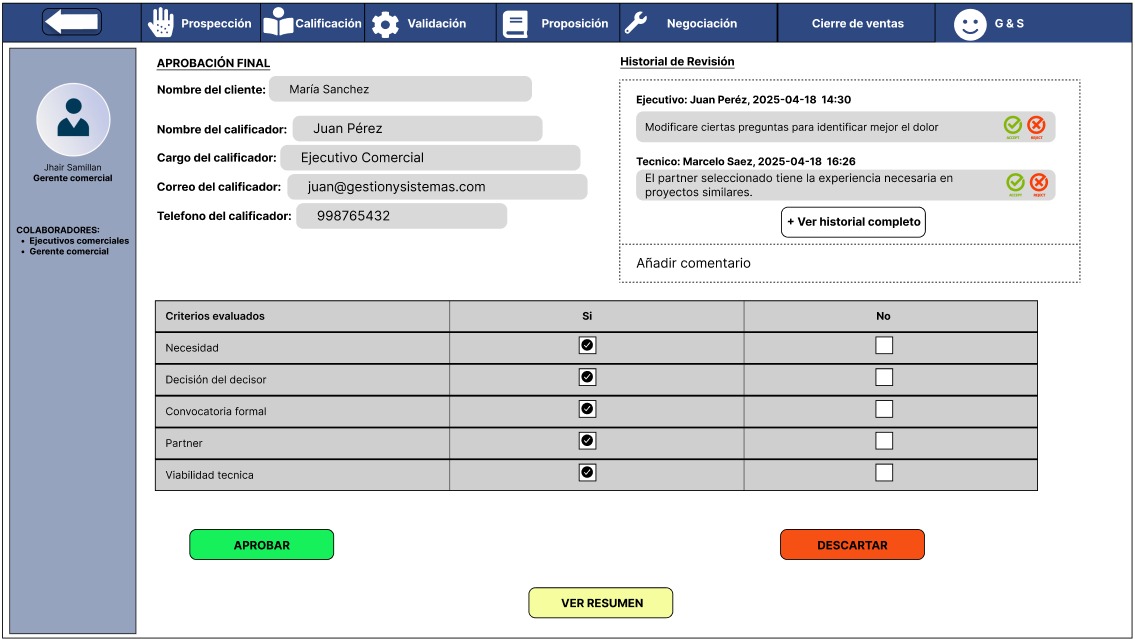 Prospección
Calificación
Validación
Proposición
Negociación
Cierre de ventas
G & S
Jhair Samillan
Gerente comercial
COLABORADORES:
Ejecutivos comerciales
Gerente comercial
APROBACIÓN FINAL
Nombre del cliente: María Sanchez
Nombre del calificador: Juan Pérez
Cargo del calificador: Ejecutivo Comercial
Correo del calificador: juan@gestionysistemas.com
Telefono del calificador: 998765432
Historial de Revisión
Ejecutivo: Juan Peréz, 2025-04-18 14:30
Modificare ciertas preguntas para identificar mejor el dolor
ACCEPT REJECT
Tecnico: Marcelo Saez, 2025-04-18 16:26
El partner seleccionado tiene la experiencia necesaria en
proyectos similares.
ACCEPT REJECT
+ Ver historial completo
Añadir comentario
Criterios evaluados Si No
Necesidad
Decisión del decisor
Convocatoria formal
Partner
Viabilidad tecnica
APROBAR
DESCARTAR
VER RESUMEN